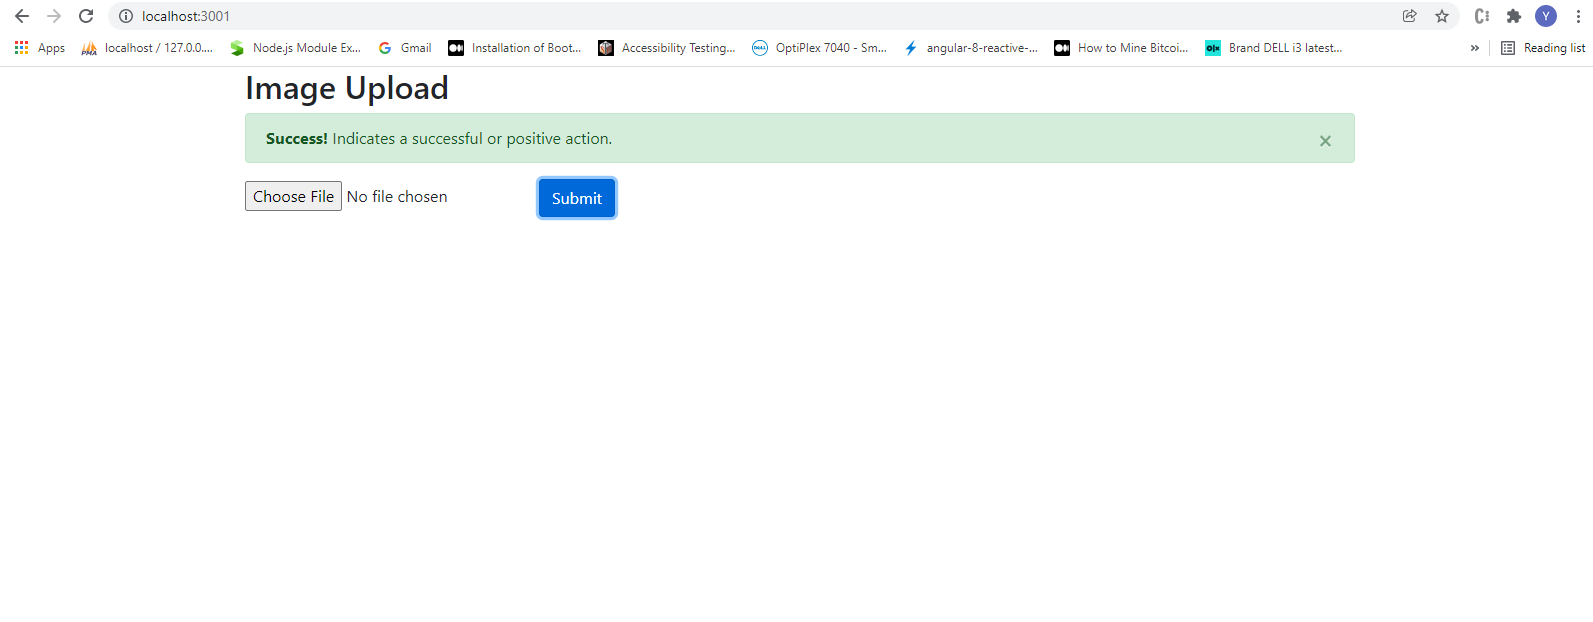 localhost:3001
Y
Apps
PMA localhost / 127.0.0....
Node.js Module Ex...
G Gmail
Installation of Boot...
Accessibility Testing...
DELL OptiPlex 7040 - Sm...
angular-8-reactive-...
How to Mine Bitcoi...
Brand DELL i3 latest...
»
Reading list
Image Upload
Success! Indicates a successful or positive action. ×
Choose File No file chosen Submit